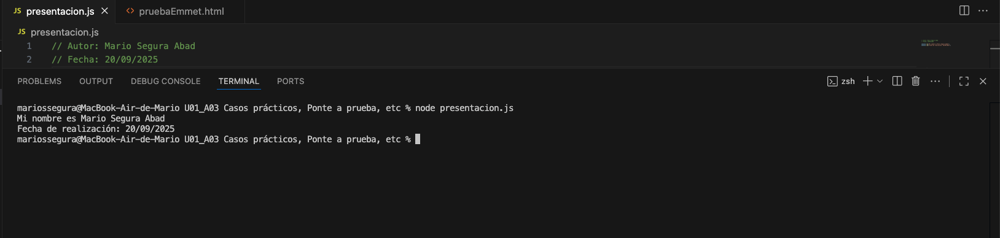 JS presentacion.js × <> pruebaEmmet.html
JS presentacion.js
1 // Autor: Mario Segura Abad
2 // Fecha: 20/09/2025
PROBLEMS OUTPUT DEBUG CONSOLE TERMINAL PORTS zsh
mariossegura@MacBook-Air-de-Mario U01_A03 Casos prácticos, Ponte a prueba, etc % node presentacion.js
Mi nombre es Mario Segura Abad
Fecha de realización: 20/09/2025
mariossegura@MacBook-Air-de-Mario U01_A03 Casos prácticos, Ponte a prueba, etc %